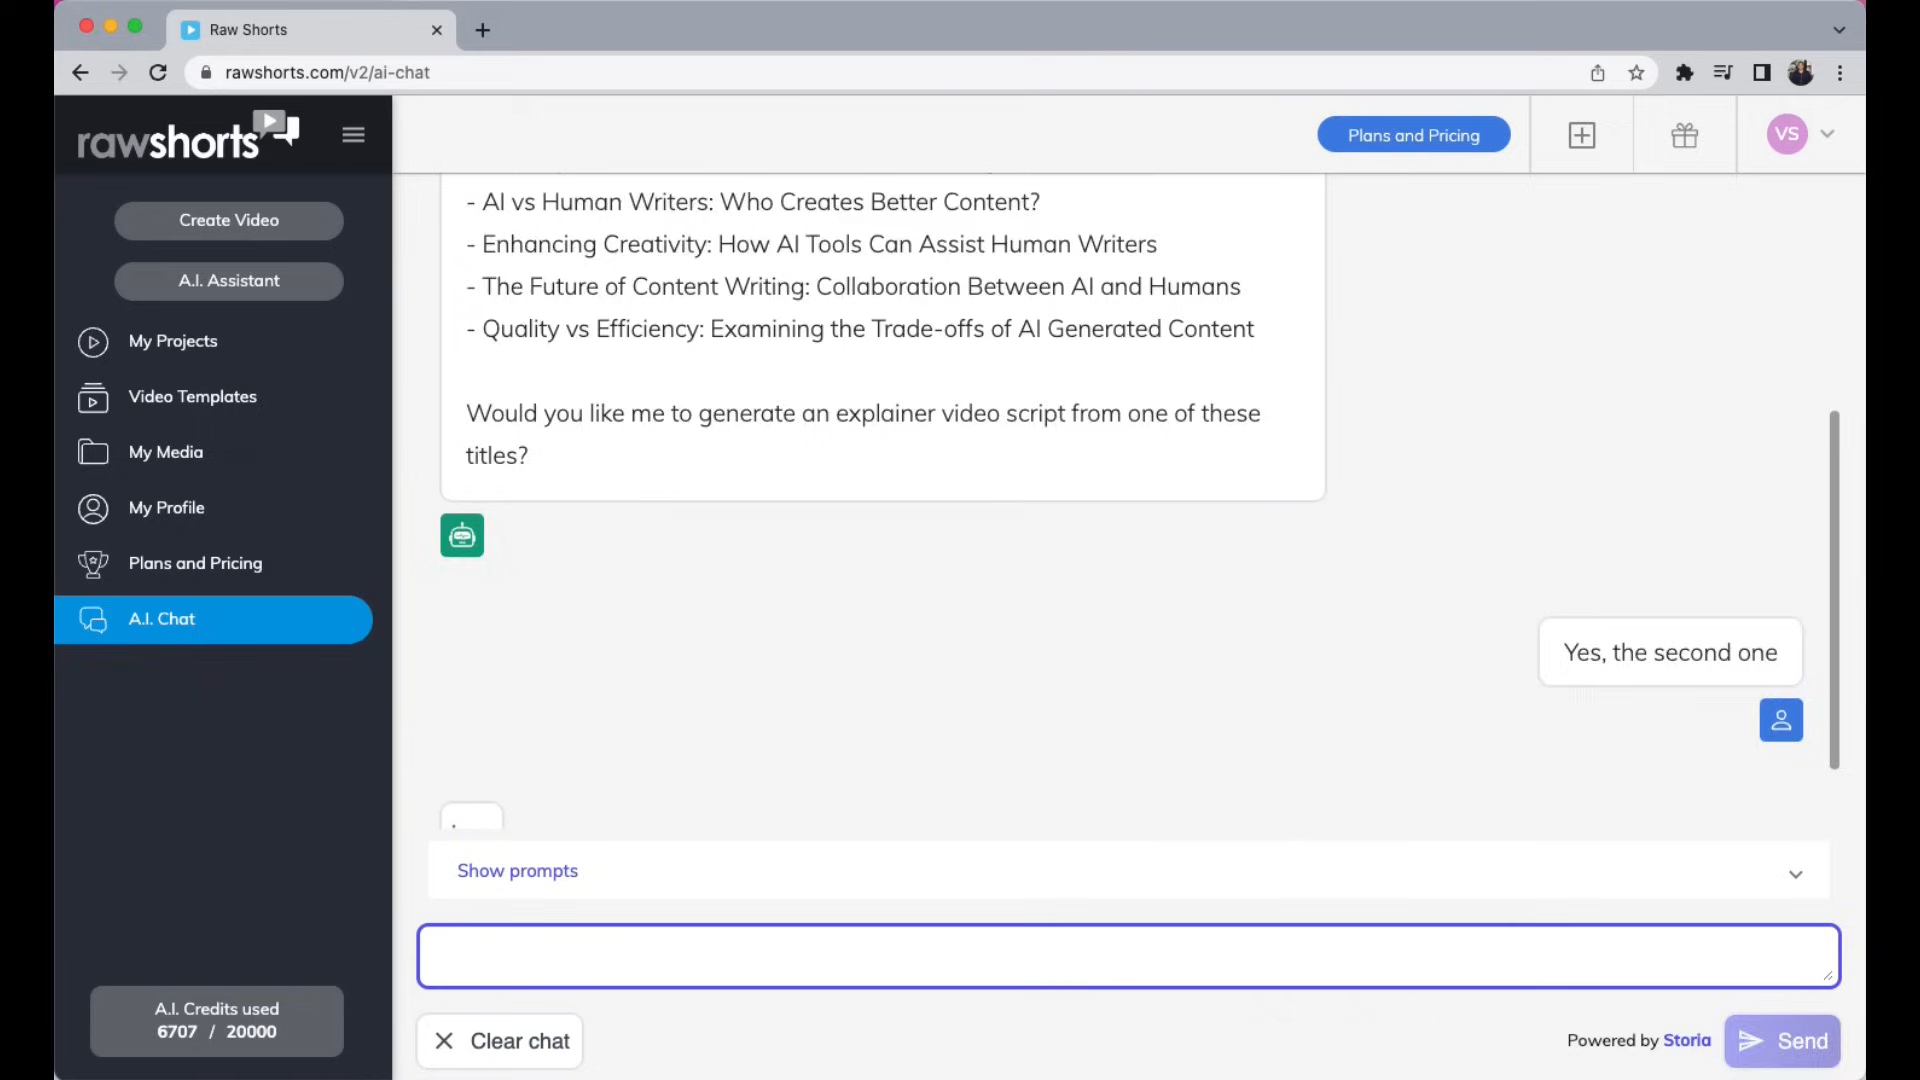 Raw Shorts
rawshorts.com/v2/ai-chat
rawshorts
Plans and Pricing
VS
Create Video
A.I. Assistant
My Projects
Video Templates
My Media
My Profile
Plans and Pricing
A.I. Chat
A.I. Credits used
6707 / 20000
- AI vs Human Writers: Who Creates Better Content?
- Enhancing Creativity: How AI Tools Can Assist Human Writers
- The Future of Content Writing: Collaboration Between AI and Humans
- Quality vs Efficiency: Examining the Trade-offs of AI Generated Content
Would you like me to generate an explainer video script from one of these
titles?
Yes, the second one
Show prompts
Clear chat
Powered by Storia
Send